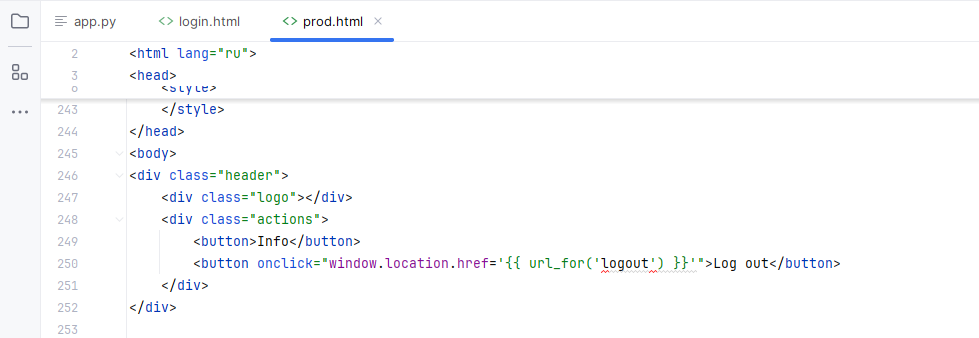 app.py login.html prod.html
2 <html lang="ru">
3 <head>
6 <style>
243 </style>
244 </head>
245 <body>
246 <div class="header">
247 <div class="logo"></div>
248 <div class="actions">
249 <button>Info</button>
250 <button onclick="window.location.href='{{ url_for('logout') }}'">Log out</button>
251 </div>
252 </div>
253